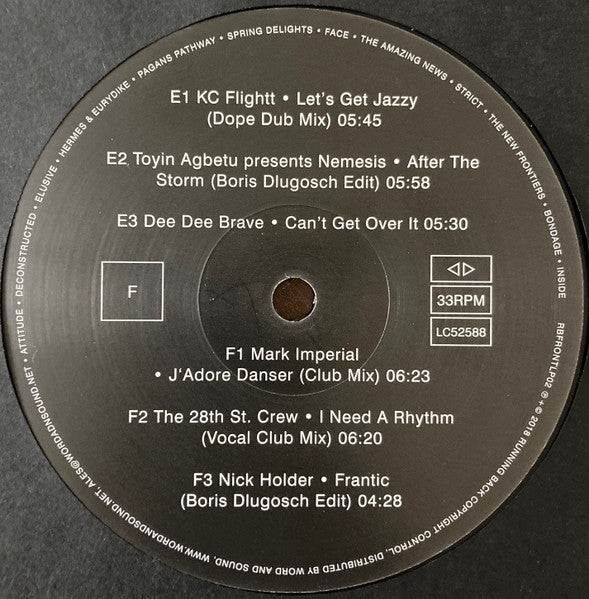 PAGANS PATHWAY • SPRING DELIGHTS • FACE • THE AMAZING NEWS • STRICT • THE NEW FRONTIERS • BONDAGE • INSIDE
RBFRONTLP02 ℗+© 2018 RUNNING BACK COPYRIGHT CONTROL, DISTRIBUTED BY WORD AND SOUND, WWW.WORDANDSOUND.NET, ALES@WORDANDSOUND.NET • ATTITUDE • DECONSTRUCTED • ELUSIVE • HERMES & EURYDIKE •
E1 KC Flightt • Let's Get Jazzy
(Dope Dub Mix) 05:45
E2 Toyin Agbetu presents Nemesis • After The
Storm (Boris Dlugosch Edit) 05:58
E3 Dee Dee Brave • Can't Get Over It 05:30
F
33RPM
LC52588
F1 Mark Imperial
• J'Adore Danser (Club Mix) 06:23
F2 The 28th St. Crew • I Need A Rhythm
(Vocal Club Mix) 06:20
F3 Nick Holder • Frantic
(Boris Dlugosch Edit) 04:28